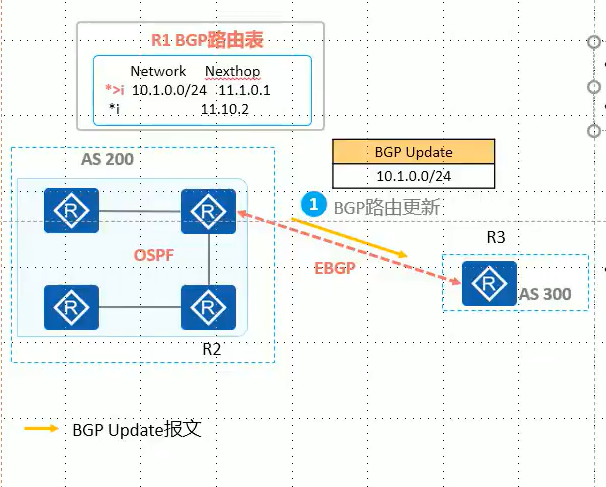 R1 BGP路由表
Network Nexthop
*>i 10.1.0.0/24 11.1.0.1
*i 11.10.2
AS 200
BGP Update
10.1.0.0/24
1 BGP路由更新
R
R
R3
OSPF
EBGP
R
AS 300
R
R
R2
BGP Update报文